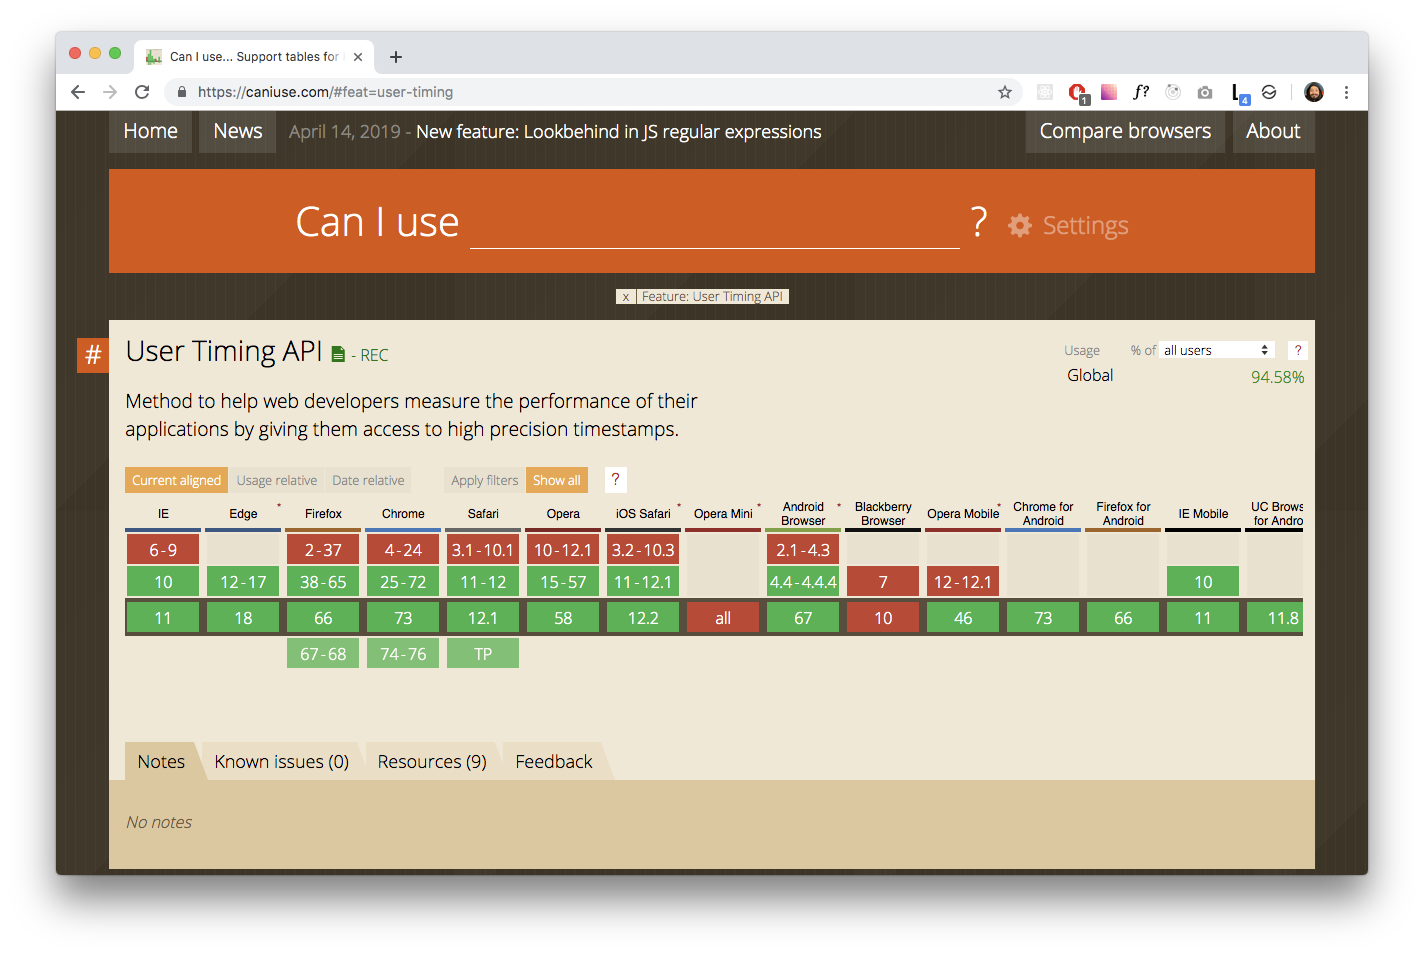 Can I use... Support tables for
https://caniuse.com/#feat=user-timing
f?
1
4
Home
News
April 14, 2019 - New feature: Lookbehind in JS regular expressions
Compare browsers
About
Can I use
?
Settings
x
Feature: User Timing API
#
User Timing API - REC
Usage % of all users ?
Global 94.58%
Method to help web developers measure the performance of their
applications by giving them access to high precision timestamps.
Current aligned Usage relative Date relative Apply filters Show all ?
IE Edge * Firefox Chrome Safari Opera iOS Safari * Opera Mini * Android Browser * Blackberry Browser Opera Mobile * Chrome for Android Firefox for Android IE Mobile UC Brows for Andro
6-9 2-37 4-24 3.1-10.1 10-12.1 3.2-10.3 2.1-4.3
10 12-17 38-65 25-72 11-12 15-57 11-12.1 4.4-4.4.4 7 12-12.1 10
11 18 66 73 12.1 58 12.2 all 67 10 46 73 66 11 11.8
67-68 74-76 TP
Notes
Known issues (0)
Resources (9)
Feedback
No notes